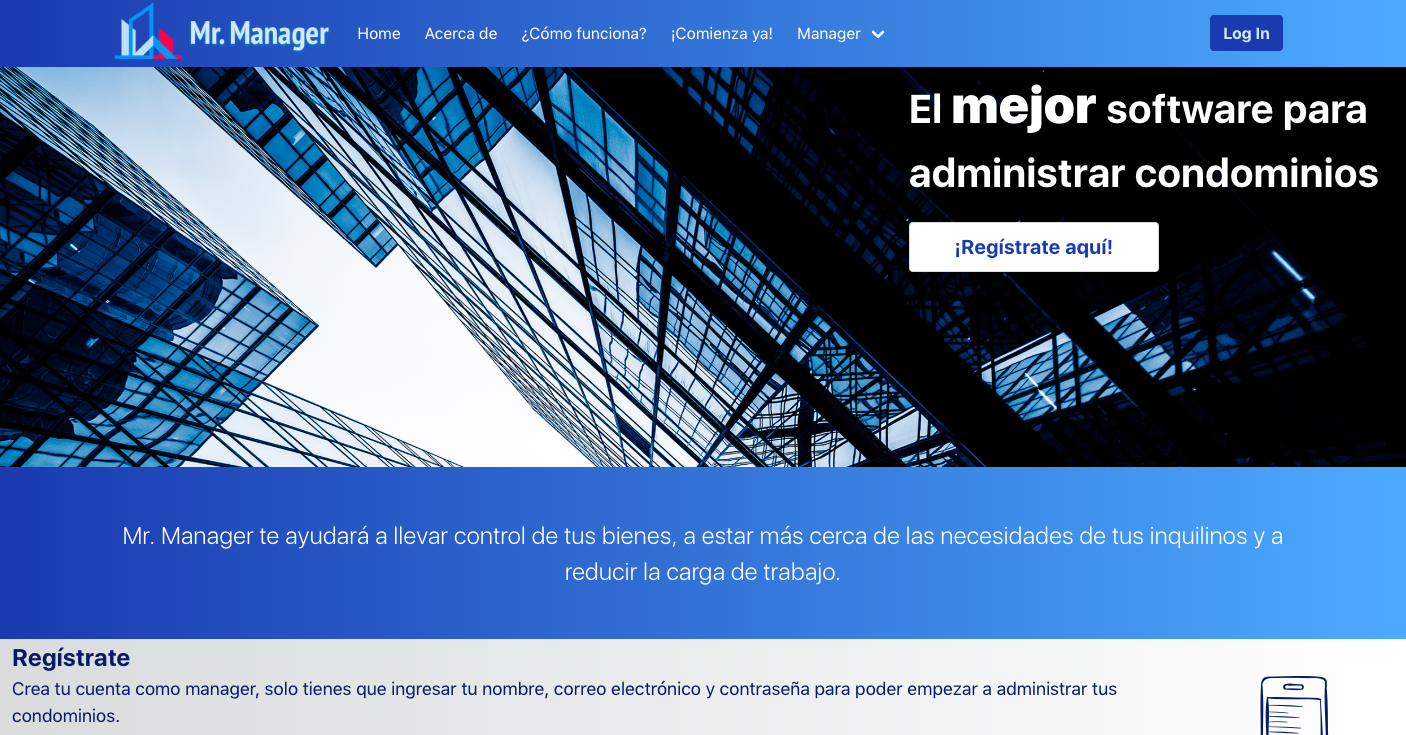 Mr. Manager
Home
Acerca de
¿Cómo funciona?
¡Comienza ya!
Manager
Log In
El mejor software para
administrar condominios
¡Regístrate aquí!
Mr. Manager te ayudará a llevar control de tus bienes, a estar más cerca de las necesidades de tus inquilinos y a
reducir la carga de trabajo.
Regístrate
Crea tu cuenta como manager, solo tienes que ingresar tu nombre, correo electrónico y contraseña para poder empezar a administrar tus
condominios.